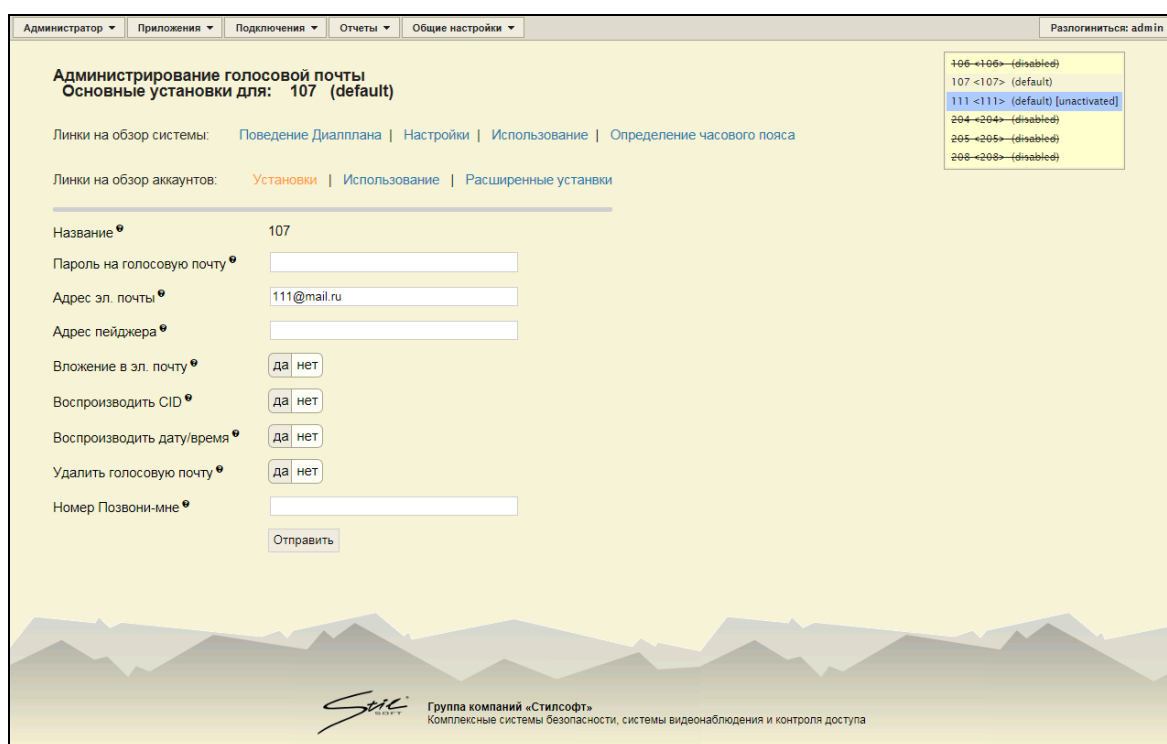 Администратор ▼ Приложения ▼ Подключения ▼ Отчеты ▼ Общие настройки ▼ Разлогиниться: admin
Администрирование голосовой почты
Основные установки для: 107 (default)
106 <106> (disabled)
107 <107> (default)
111 <111> (default) [unactivated]
204 <204> (disabled)
205 <205> (disabled)
208 <208> (disabled)
Линки на обзор системы: Поведение Диалплана | Настройки | Использование | Определение часового пояса
Линки на обзор аккаунтов: Установки | Использование | Расширенные устанвки
Название 107
Пароль на голосовую почту
Адрес эл. почты 111@mail.ru
Адрес пейджера
Вложение в эл. почту да нет
Воспроизводить CID да нет
Воспроизводить дату/время да нет
Удалить голосовую почту да нет
Номер Позвони-мне
Отправить
Stil SOFT
Группа компаний «Стилсофт»
Комплексные системы безопасности, системы видеонаблюдения и контроля доступа